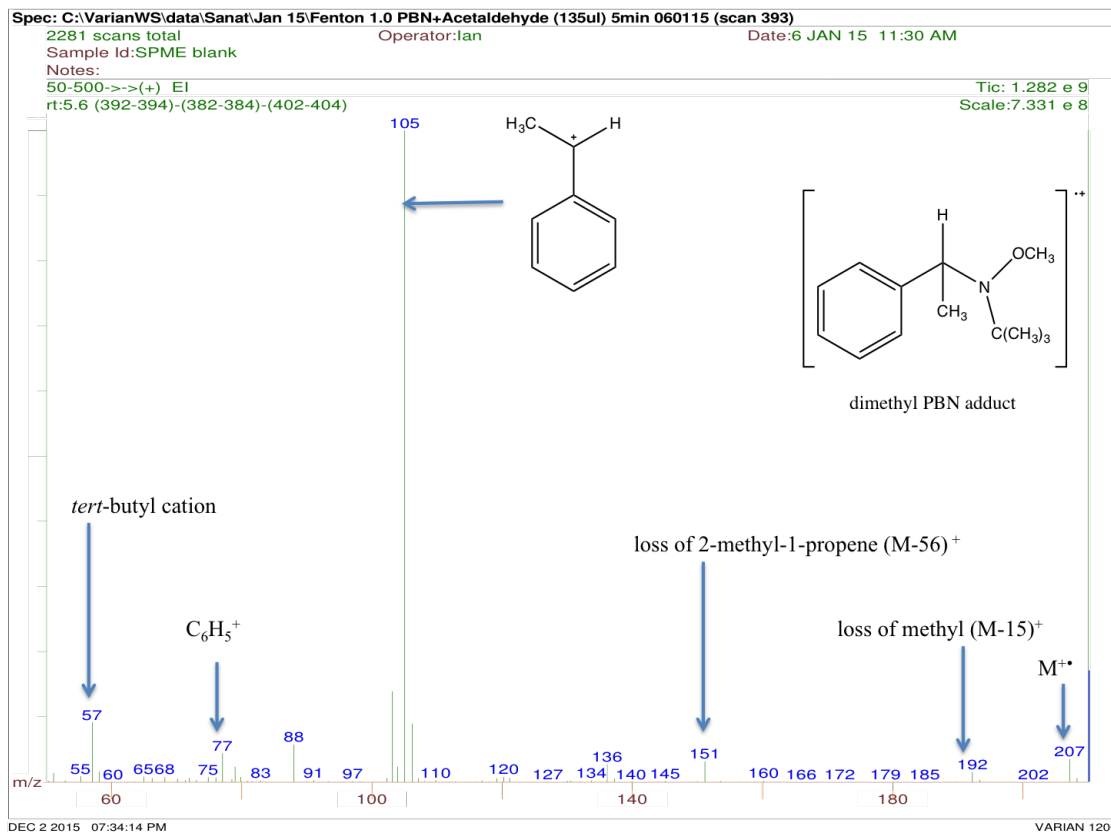 Spec: C:\VarianWS\data\Sanat\Jan 15\Fenton 1.0 PBN+Acetaldehyde (135ul) 5min 060115 (scan 393)
2281 scans total Operator:Ian Date:6 JAN 15 11:30 AM
Sample Id:SPME blank
Notes:
50-500->->(+) EI Tic: 1.282 e 9
rt:5.6 (392-394)-(382-384)-(402-404) Scale:7.331 e 8
105
H₃C H
+
•+
H
OCH₃
N
CH₃
C(CH₃)₃
dimethyl PBN adduct
tert-butyl cation
loss of 2-methyl-1-propene (M-56)⁺
C₆H₅⁺
loss of methyl (M-15)⁺
M⁺•
57 77 88 136 151 192 207
55 60 65 68 75 83 91 97 110 120 127 134 140 145 160 166 172 179 185 202
m/z
60 100 140 180
DEC 2 2015 07:34:14 PM VARIAN 120